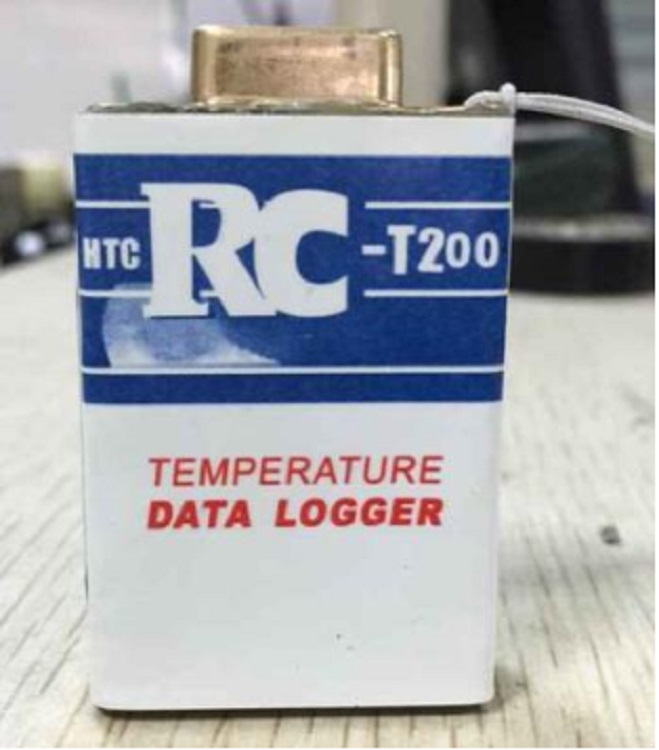 HTC RC -T200
TEMPERATURE
DATA LOGGER